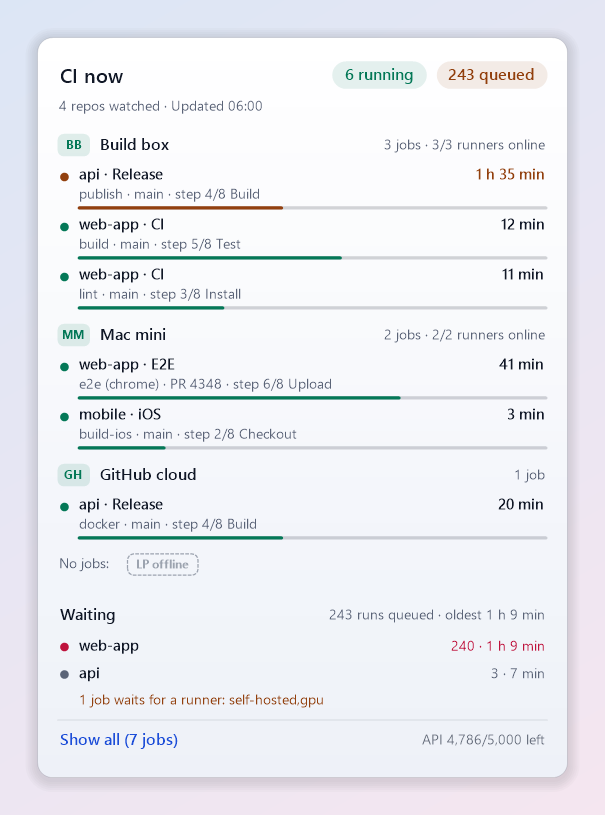 CI now 6 running 243 queued
4 repos watched · Updated 06:00
BB Build box 3 jobs · 3/3 runners online
api · Release 1 h 35 min
publish · main · step 4/8 Build
web-app · CI 12 min
build · main · step 5/8 Test
web-app · CI 11 min
lint · main · step 3/8 Install
MM Mac mini 2 jobs · 2/2 runners online
web-app · E2E 41 min
e2e (chrome) · PR 4348 · step 6/8 Upload
mobile · iOS 3 min
build-ios · main · step 2/8 Checkout
GH GitHub cloud 1 job
api · Release 20 min
docker · main · step 4/8 Build
No jobs: LP offline
Waiting 243 runs queued · oldest 1 h 9 min
web-app 240 · 1 h 9 min
api 3 · 7 min
1 job waits for a runner: self-hosted,gpu
Show all (7 jobs) API 4,786/5,000 left